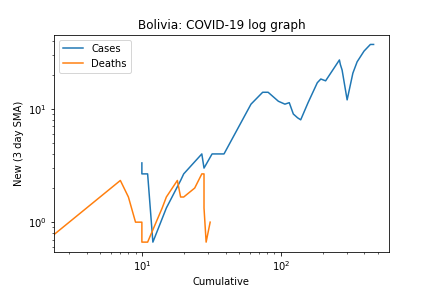 Bolivia: COVID-19 log graph
Cases
Deaths
New (3 day SMA)
10¹
10⁰
10¹
10²
Cumulative